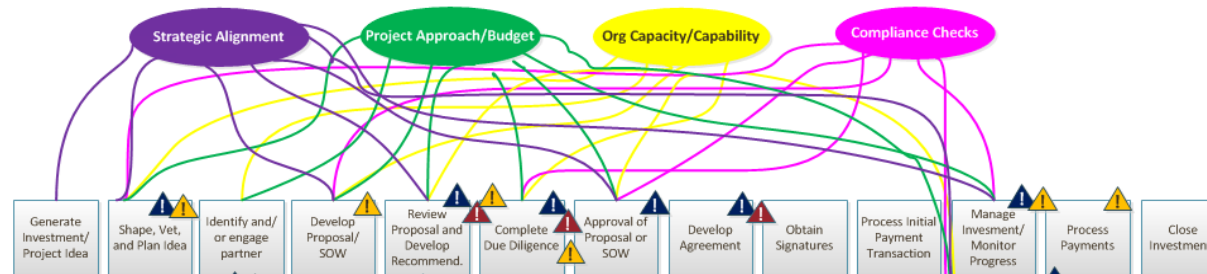 Strategic Alignment
Project Approach/Budget
Org Capacity/Capability
Compliance Checks
Generate
Investment/
Project Idea
Shape, Vet,
and Plan Idea
Identify and/
or engage
partner
Develop
Proposal/
SOW
Review
Proposal and
Develop
Recommend.
Complete
Due Diligence
Approval of
Proposal or
SOW
Develop
Agreement
Obtain
Signatures
Process Initial
Payment
Transaction
Manage
Invesment/
Monitor
Progress
Process
Payments
Close
Investmen